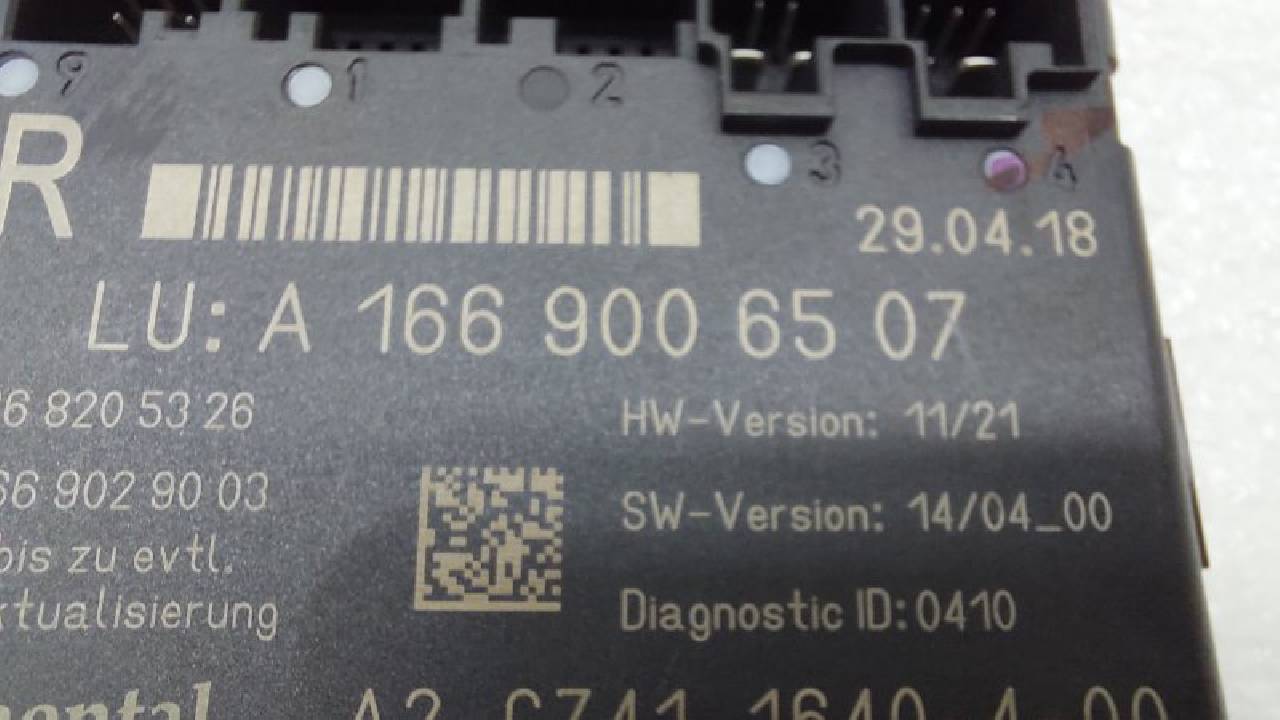 9 1 2
3 4
R
29.04.18
LU: A 166 900 65 07
6 820 53 26
HW-Version: 11/21
66 902 90 03
SW-Version: 14/04_00
bis zu evtl.
ktualisierung
Diagnostic ID: 0410
nental